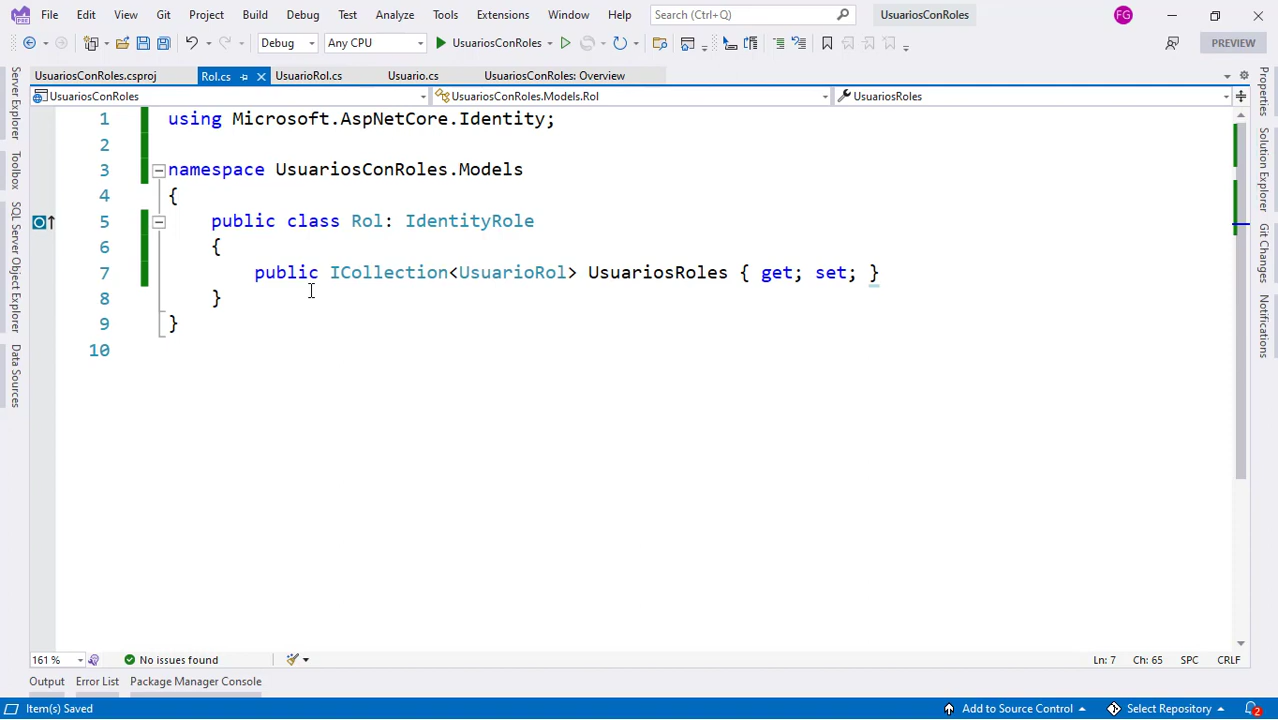 File Edit View Git Project Build Debug Test Analyze Tools Extensions Window Help Search (Ctrl+Q) UsuariosConRoles FG
Debug Any CPU UsuariosConRoles PREVIEW
UsuariosConRoles.csproj Rol.cs UsuarioRol.cs Usuario.cs UsuariosConRoles: Overview
UsuariosConRoles UsuariosConRoles.Models.Rol UsuariosRoles
Server Explorer
Toolbox
SQL Server Object Explorer
Data Sources
1 using Microsoft.AspNetCore.Identity;
2
3 namespace UsuariosConRoles.Models
4 {
5 public class Rol: IdentityRole
6 {
7 public ICollection<UsuarioRol> UsuariosRoles { get; set; }
8 }
9 }
10
Properties
Solution Explorer
Git Changes
Notifications
161 % No issues found Ln: 7 Ch: 65 SPC CRLF
Output Error List Package Manager Console
Item(s) Saved Add to Source Control Select Repository 2